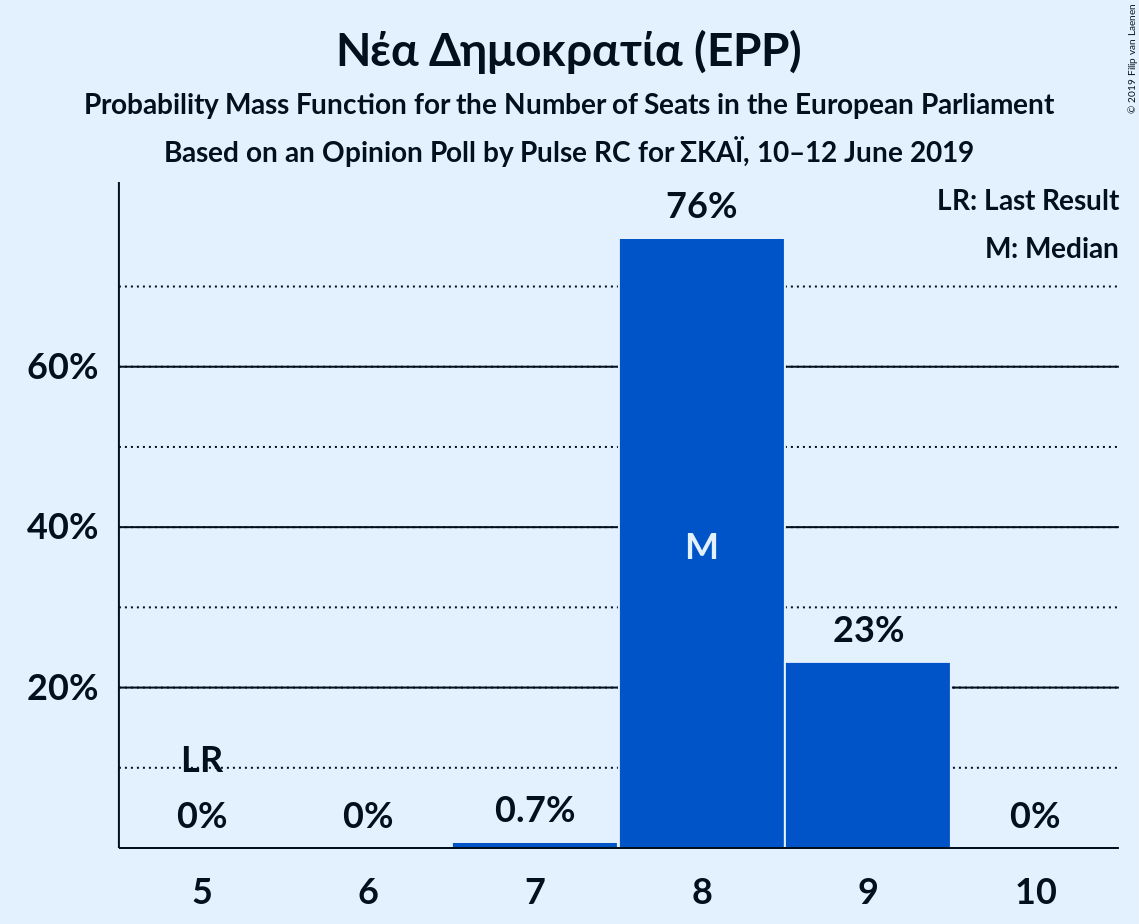 Νέα Δημοκρατία (EPP)
Probability Mass Function for the Number of Seats in the European Parliament
Based on an Opinion Poll by Pulse RC for ΣΚΑΪ, 10–12 June 2019
© 2019 Filip van Laenen
LR: Last Result
M: Median
76%
60%
40%
M
23%
20%
LR
0%
0%
0.7%
0%
5
6
7
8
9
10